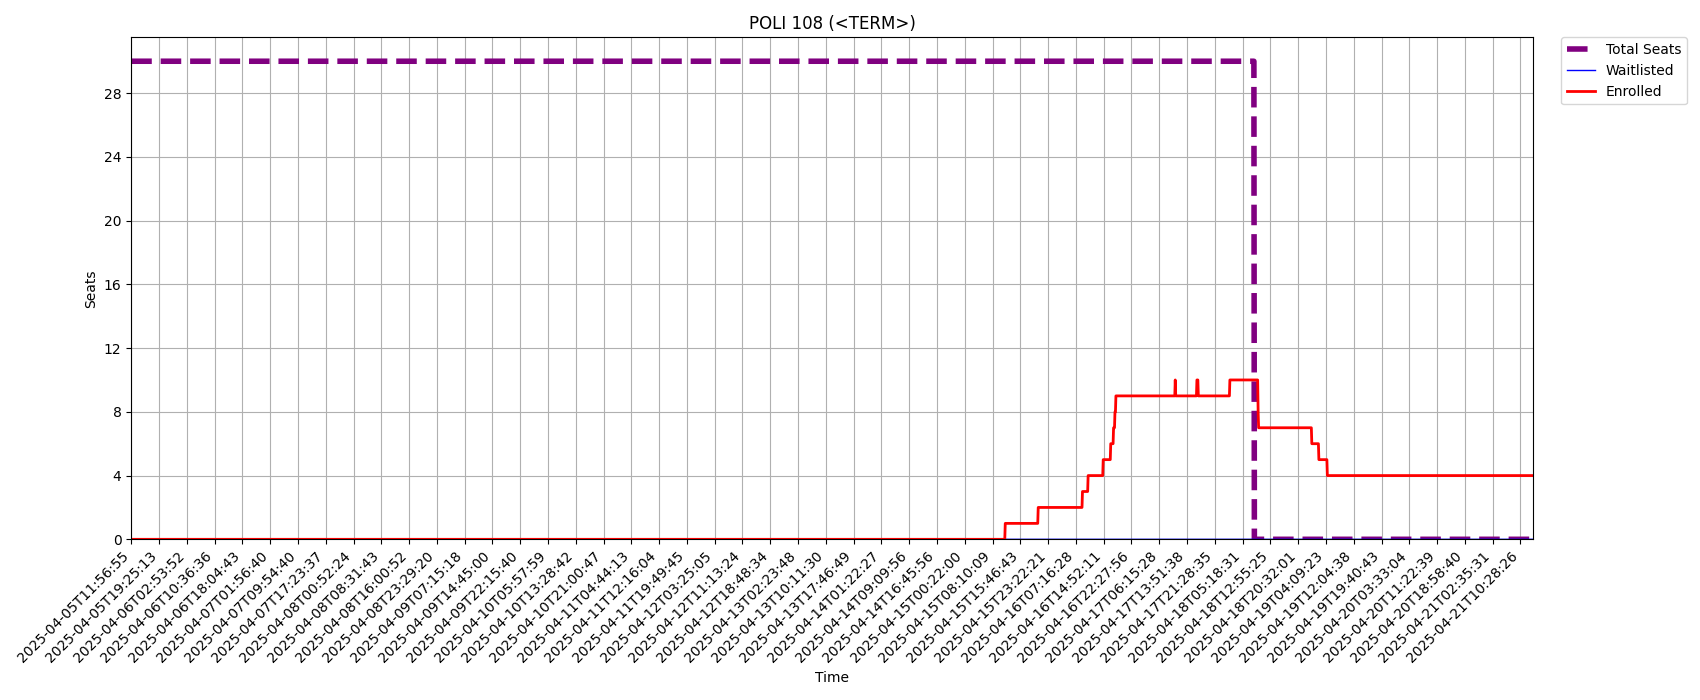 POLI 108 (<TERM>)
Total Seats
Waitlisted
Enrolled
Seats
28
24
20
16
12
8
4
0
2025-04-05T11:56:55
2025-04-05T19:25:13
2025-04-06T02:53:52
2025-04-06T10:36:36
2025-04-06T18:04:43
2025-04-07T01:56:40
2025-04-07T09:54:40
2025-04-07T17:23:37
2025-04-08T00:52:24
2025-04-08T08:31:43
2025-04-08T16:00:52
2025-04-08T23:29:20
2025-04-09T07:15:18
2025-04-09T14:45:00
2025-04-09T22:15:40
2025-04-10T05:57:59
2025-04-10T13:28:42
2025-04-10T21:00:47
2025-04-11T04:44:13
2025-04-11T12:16:04
2025-04-11T19:49:45
2025-04-12T03:25:05
2025-04-12T11:13:24
2025-04-12T18:48:34
2025-04-13T02:23:48
2025-04-13T10:11:30
2025-04-13T17:46:49
2025-04-14T01:22:27
2025-04-14T09:09:56
2025-04-14T16:45:56
2025-04-15T00:22:00
2025-04-15T08:10:09
2025-04-15T15:46:43
2025-04-15T23:22:21
2025-04-16T07:16:28
2025-04-16T14:52:11
2025-04-16T22:27:56
2025-04-17T06:15:28
2025-04-17T13:51:38
2025-04-17T21:28:35
2025-04-18T05:18:31
2025-04-18T12:55:25
2025-04-18T20:32:01
2025-04-19T04:09:23
2025-04-19T12:04:38
2025-04-19T19:40:43
2025-04-20T03:33:04
2025-04-20T11:22:39
2025-04-20T18:58:40
2025-04-21T02:35:31
2025-04-21T10:28:26
Time